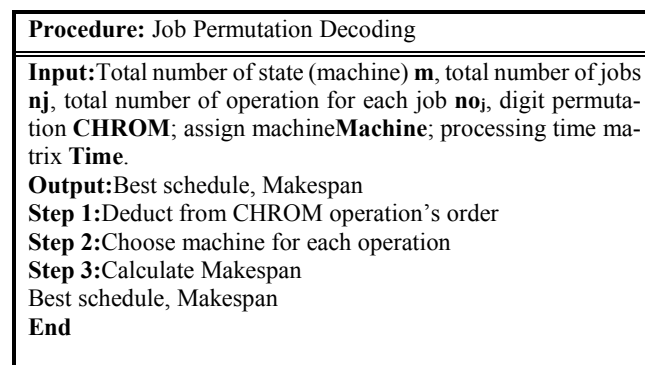 Procedure: Job Permutation Decoding
Input:Total number of state (machine) m, total number of jobs
nj, total number of operation for each job noj, digit permuta-
tion CHROM; assign machineMachine; processing time ma-
trix Time.
Output:Best schedule, Makespan
Step 1:Deduct from CHROM operation's order
Step 2:Choose machine for each operation
Step 3:Calculate Makespan
Best schedule, Makespan
End